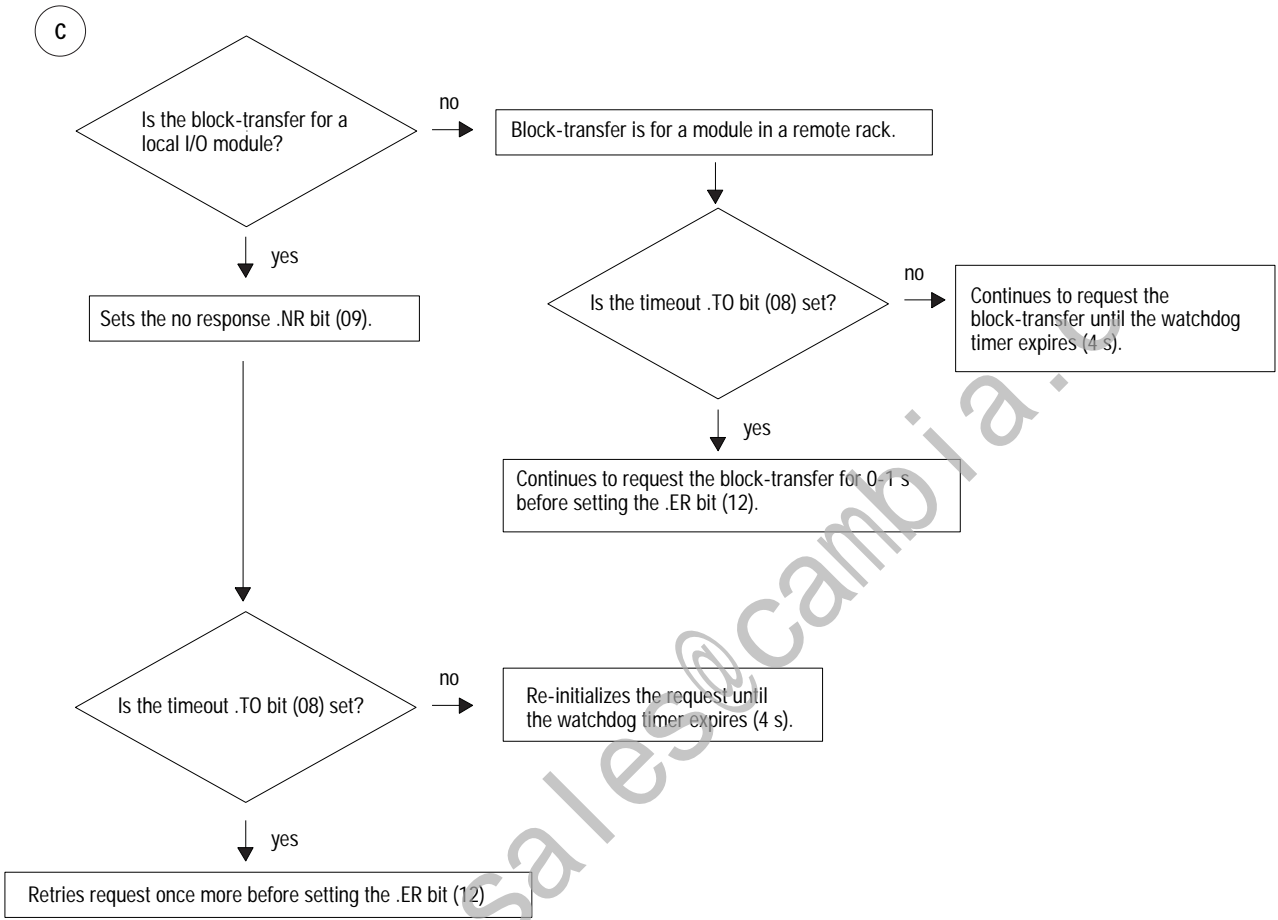 C
Is the block-transfer for a
local I/O module?
no
Block-transfer is for a module in a remote rack.
yes
Sets the no response .NR bit (09).
Is the timeout .TO bit (08) set?
no
Continues to request the
block-transfer until the watchdog
timer expires (4 s).
yes
Continues to request the block-transfer for 0-1 s
before setting the .ER bit (12).
Is the timeout .TO bit (08) set?
no
Re-initializes the request until
the watchdog timer expires (4 s).
yes
Retries request once more before setting the .ER bit (12)
sales@cambia.c